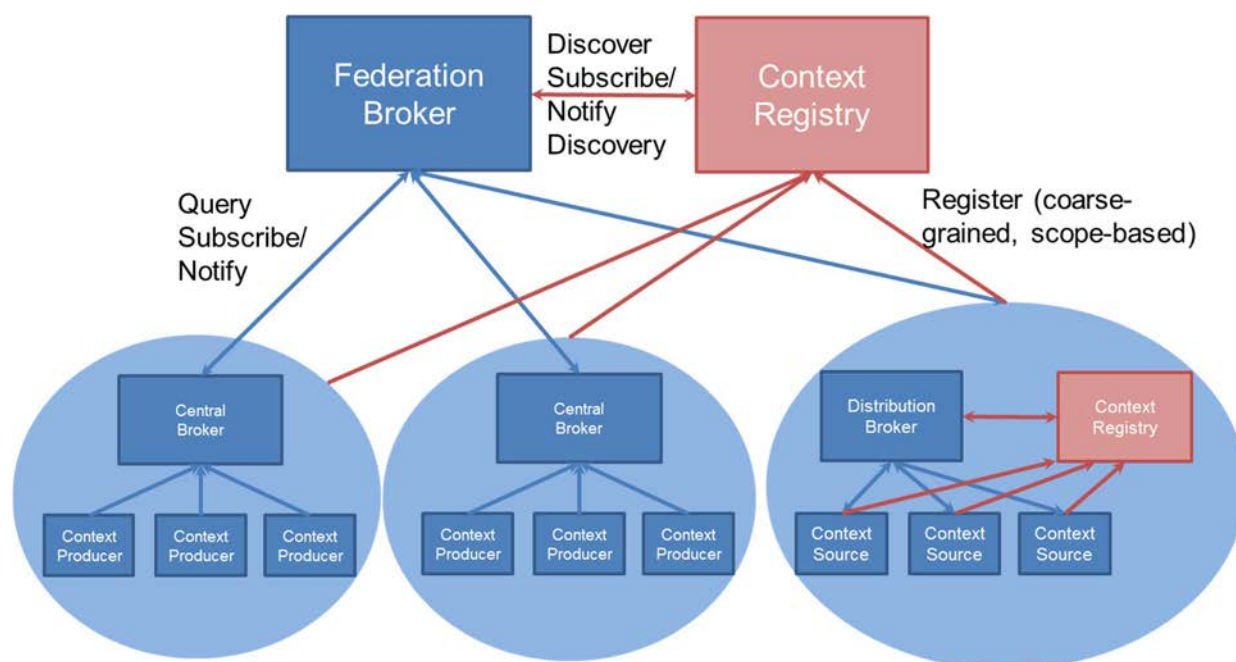 Federation
Broker
Discover
Subscribe/
Notify
Discovery
Context
Registry
Query
Subscribe/
Notify
Register (coarse-
grained, scope-based)
Central
Broker
Context
Producer
Context
Producer
Context
Producer
Central
Broker
Context
Producer
Context
Producer
Context
Producer
Distribution
Broker
Context
Registry
Context
Source
Context
Source
Context
Source